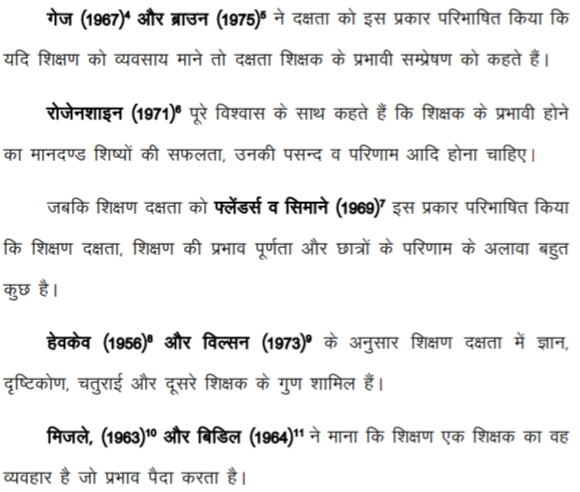 गेज (1967)⁴ और ब्राउन (1975)⁵ ने दक्षता को इस प्रकार परिभाषित किया कि
यदि शिक्षण को व्यवसाय माने तो दक्षता शिक्षक के प्रभावी सम्प्रेषण को कहते हैं।
रोजेनशाइन (1971)⁶ पूरे विश्वास के साथ कहते हैं कि शिक्षक के प्रभावी होने
का मानदण्ड शिष्यों की सफलता, उनकी पसन्द व परिणाम आदि होना चाहिए।
जबकि शिक्षण दक्षता को फ्लेंडर्स व सिमाने (1969)⁷ इस प्रकार परिभाषित किया
कि शिक्षण दक्षता, शिक्षण की प्रभाव पूर्णता और छात्रों के परिणाम के अलावा बहुत
कुछ है।
हेवकेव (1956)⁸ और विल्सन (1973)⁹ के अनुसार शिक्षण दक्षता में ज्ञान,
दृष्टिकोण, चतुराई और दूसरे शिक्षक के गुण शामिल हैं।
मिजले, (1963)¹⁰ और बिडिल (1964)¹¹ ने माना कि शिक्षण एक शिक्षक का वह
व्यवहार है जो प्रभाव पैदा करता है।